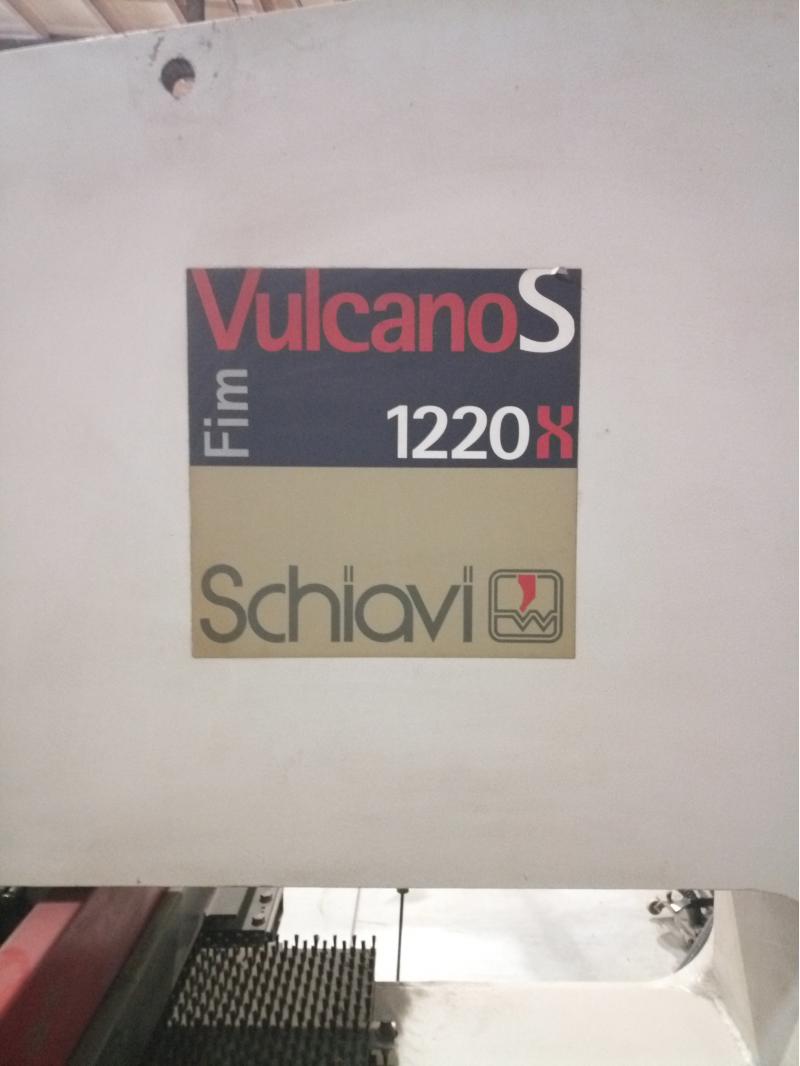 VulcanoS
Fim
1220X
Schiavi